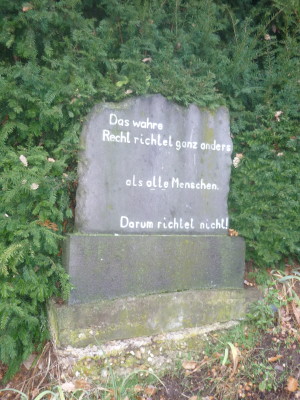 Das wahre
Recht richtet ganz anders
als alle Menschen.
Darum richtet nicht!